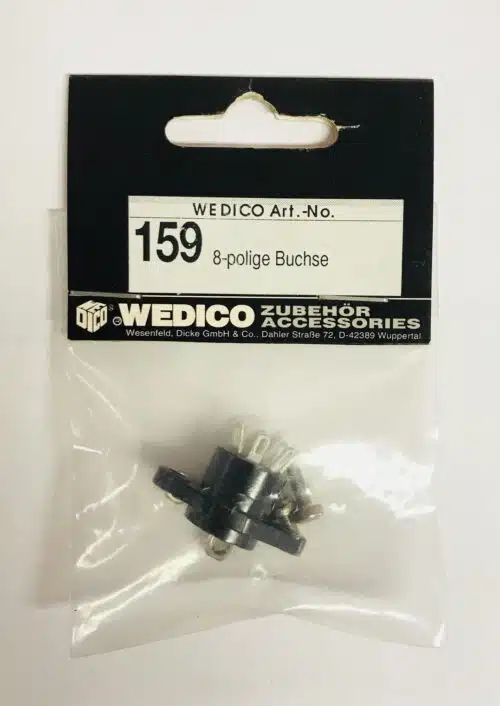 WEDICO Art.-No.
159 8-polige Buchse
DICO WEDICO ZUBEHÖR
ACCESSORIES
Wesenfeld, Dicke GmbH & Co., Dahler Straße 72, D-42389 Wuppertal